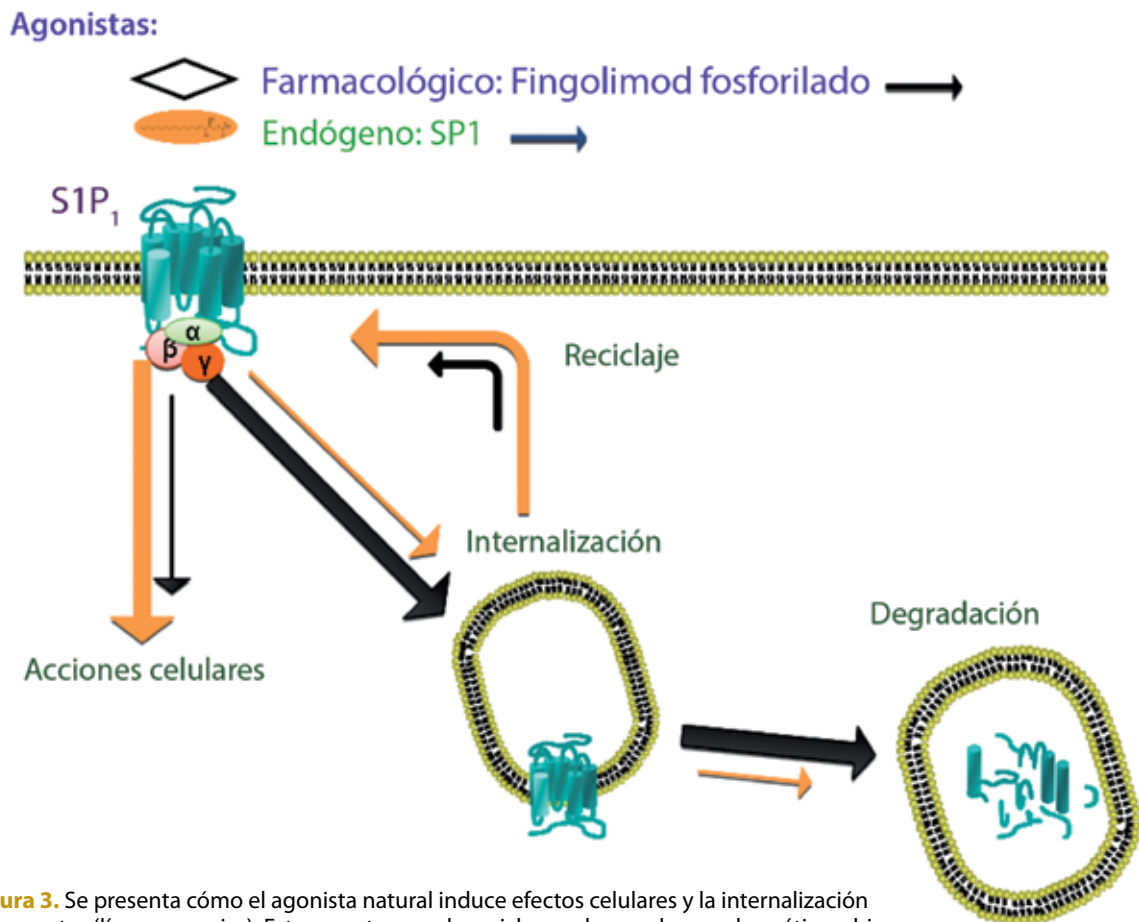 Agonistas:
Farmacológico: Fingolimod fosforilado
Endógeno: SP1
S1P1
α
β
γ
Reciclaje
Internalización
Degradación
Acciones celulares
ura 3. Se presenta cómo el agonista natural induce efectos celulares y la internalización